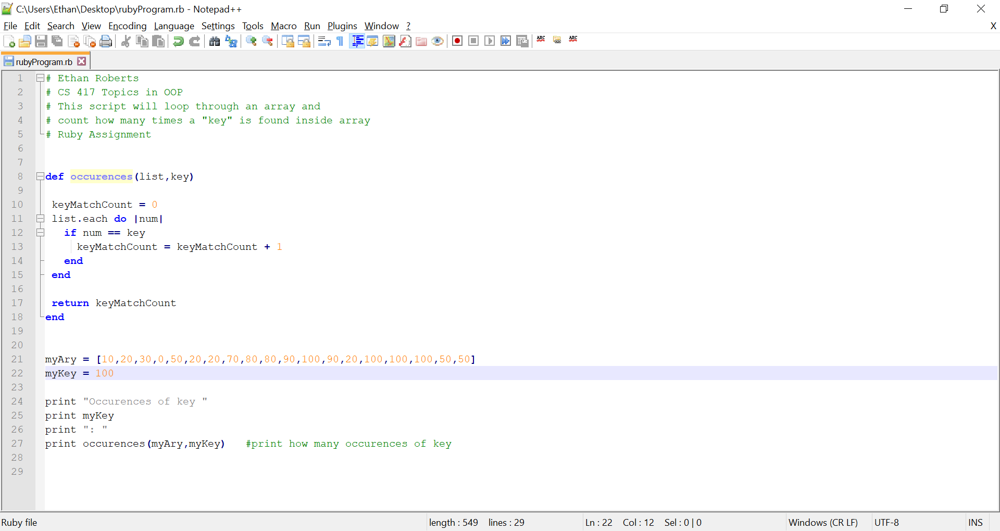 C:\Users\Ethan\Desktop\rubyProgram.rb - Notepad++
File Edit Search View Encoding Language Settings Tools Macro Run Plugins Window ? X
ABC ABC
rubyProgram.rb
1 # Ethan Roberts
2 # CS 417 Topics in OOP
3 # This script will loop through an array and
4 # count how many times a "key" is found inside array
5 # Ruby Assignment
6
7
8 def occurences(list,key)
9
10 keyMatchCount = 0
11 list.each do |num|
12 if num == key
13 keyMatchCount = keyMatchCount + 1
14 end
15 end
16
17 return keyMatchCount
18 end
19
20
21 myAry = [10,20,30,0,50,20,20,70,80,80,90,100,90,20,100,100,100,50,50]
22 myKey = 100
23
24 print "Occurences of key "
25 print myKey
26 print ": "
27 print occurences(myAry,myKey) #print how many occurences of key
28
29
Ruby file length : 549 lines : 29 Ln : 22 Col : 12 Sel : 0 | 0 Windows (CR LF) UTF-8 INS